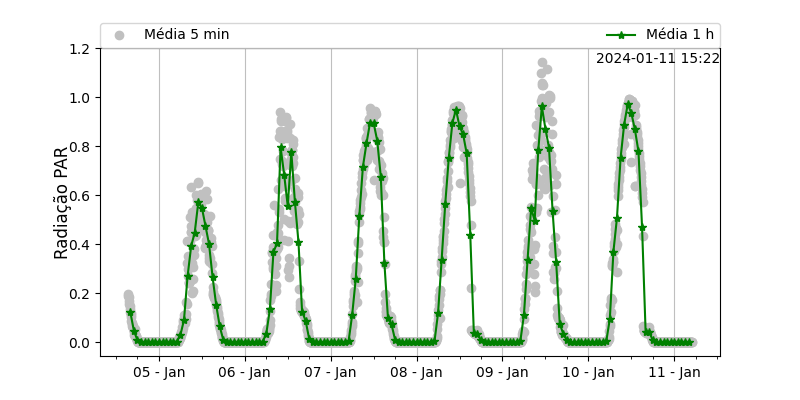 Média 5 min
Média 1 h
2024-01-11 15:22
Radiação PAR
1.2
1.0
0.8
0.6
0.4
0.2
0.0
05 - Jan
06 - Jan
07 - Jan
08 - Jan
09 - Jan
10 - Jan
11 - Jan